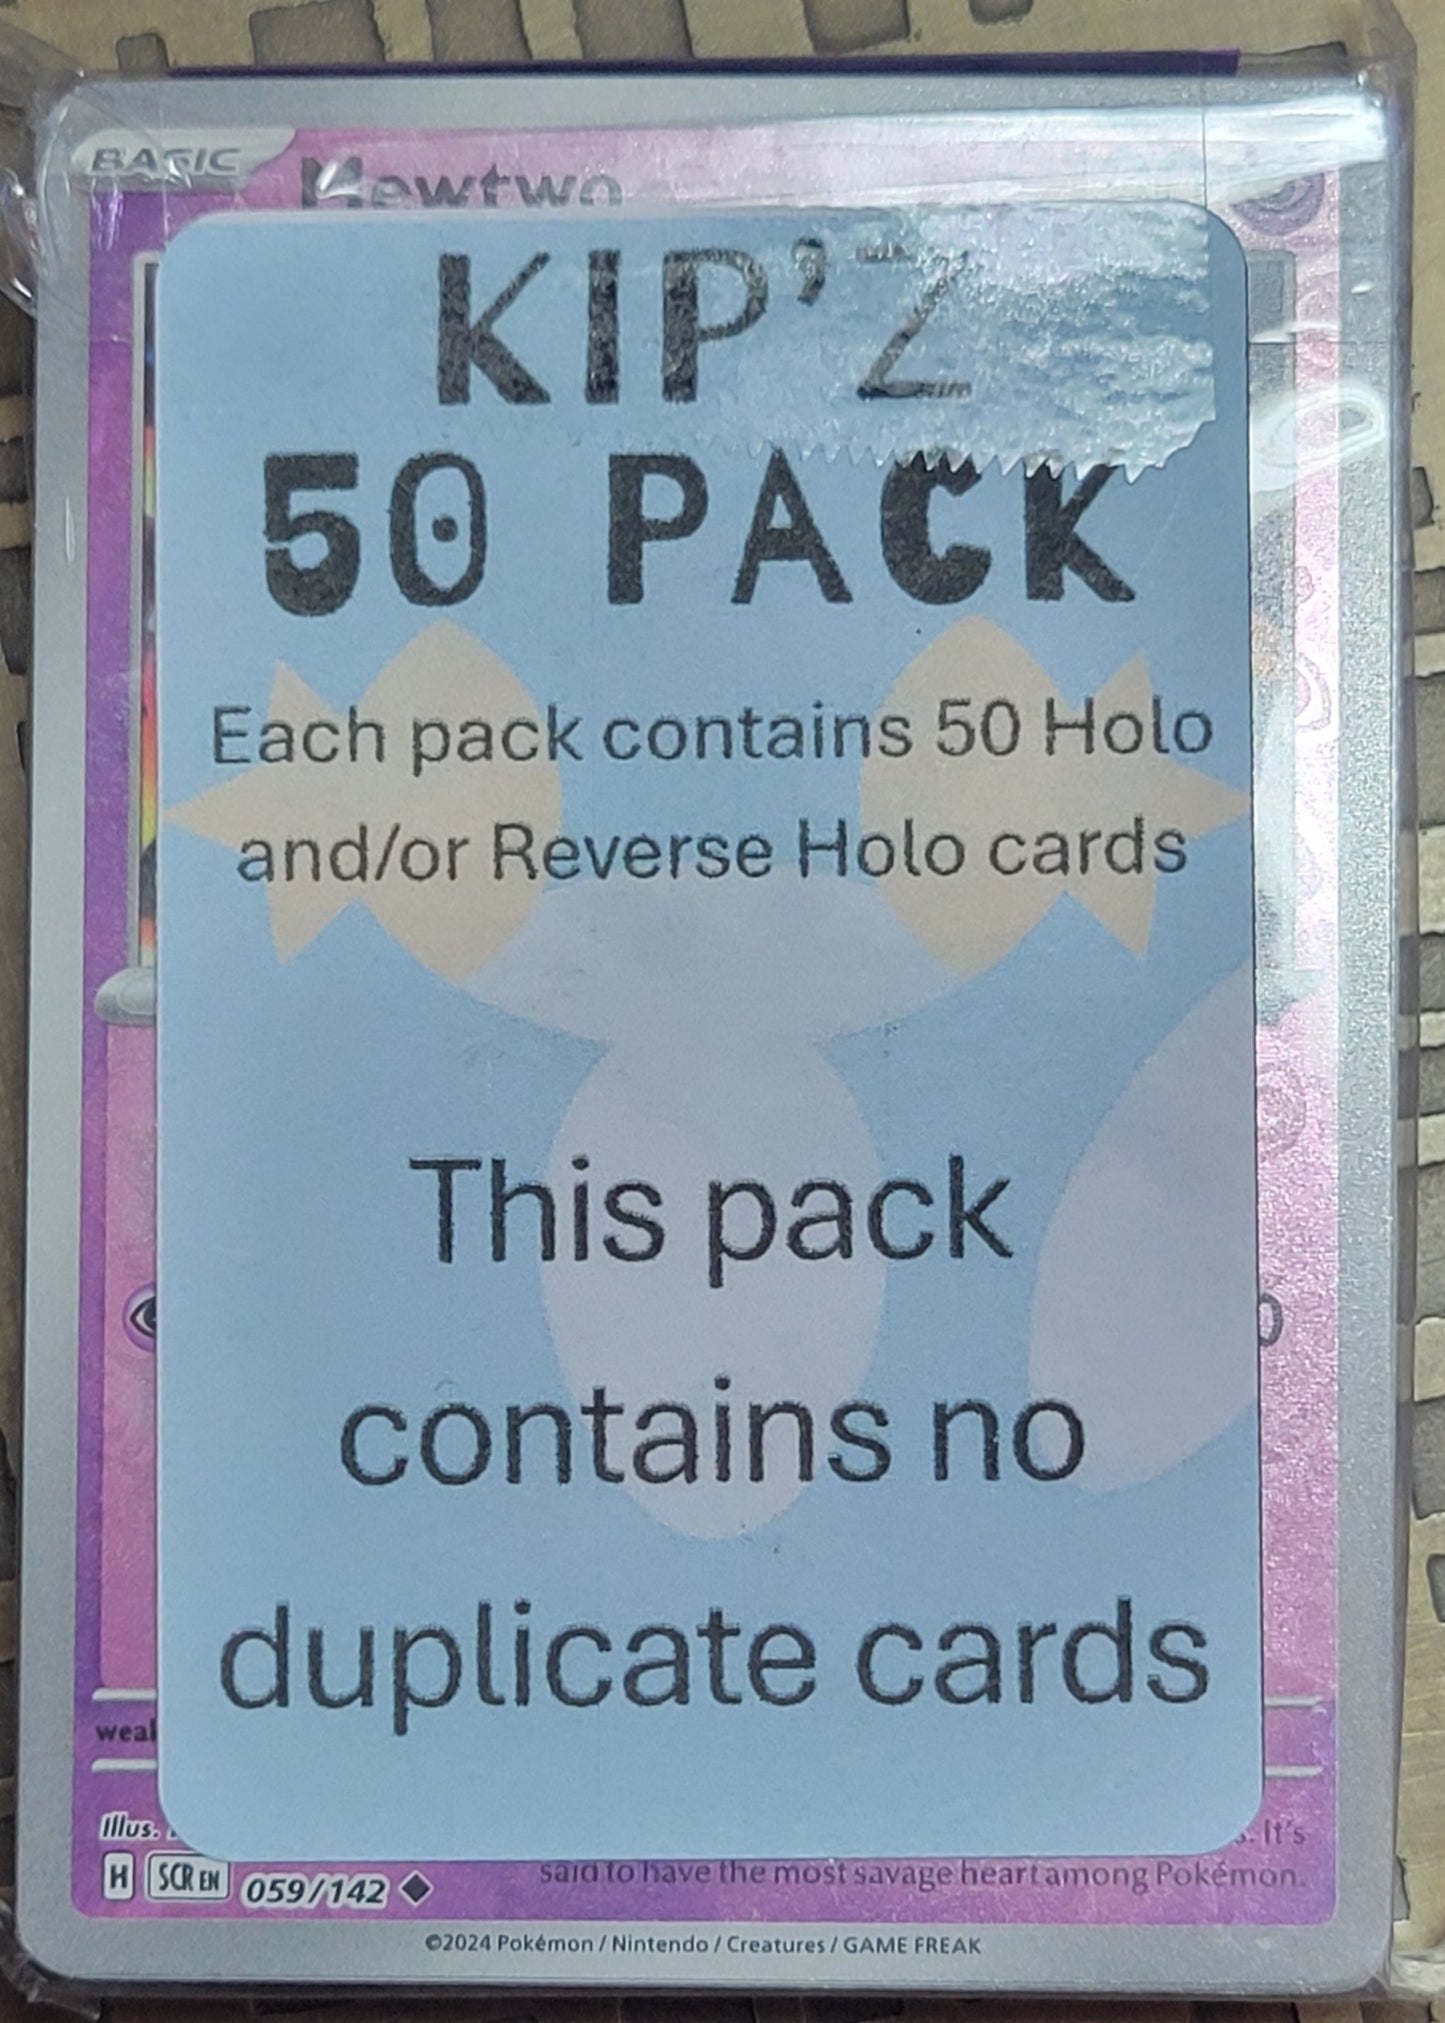 BASIC
Mewtwo
KIP'Z
50 PACK
Each pack contains 50 Holo
and/or Reverse Holo cards
This pack
contains no
duplicate cards
Illus.
It's
H SCR EN 059/142
said to have the most savage heart among Pokémon.
©2024 Pokémon / Nintendo / Creatures / GAME FREAK